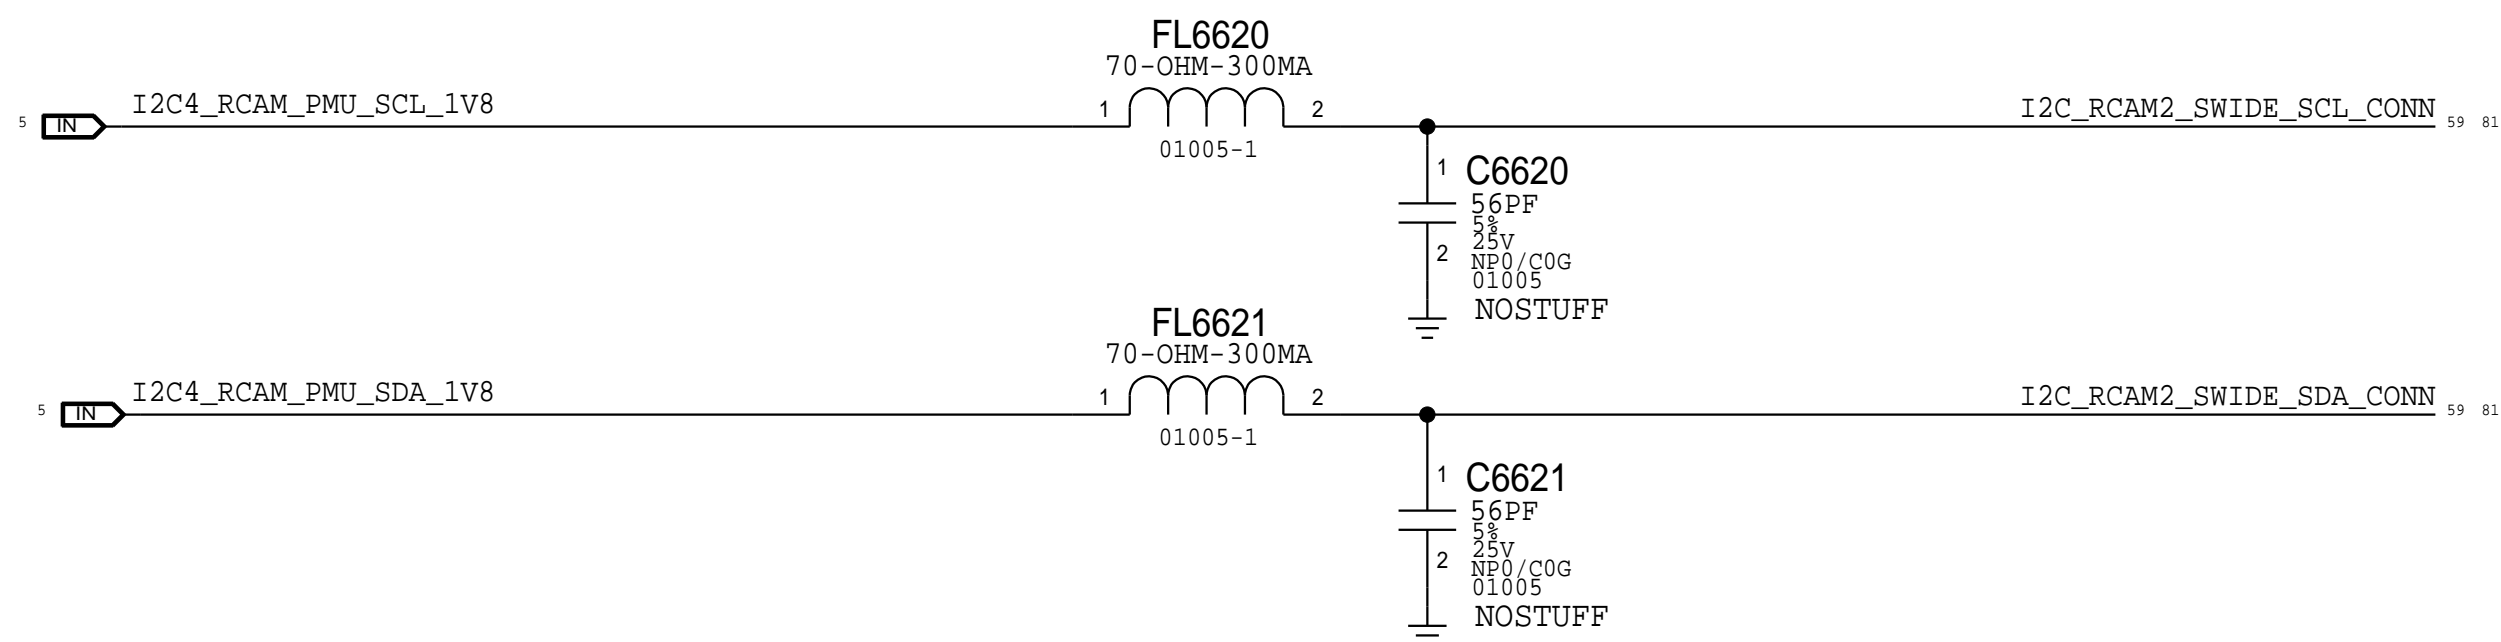 FL6620
70-OHM-300MA
I2C4_RCAM_PMU_SCL_1V8
1
2
I2C_RCAM2_SWIDE_SCL_CONN
5
IN
59 81
01005-1
1
C6620
56PF
5%
25V
2
NP0/C0G
01005
NOSTUFF
FL6621
70-OHM-300MA
I2C4_RCAM_PMU_SDA_1V8
1
2
I2C_RCAM2_SWIDE_SDA_CONN
5
IN
59 81
01005-1
1
C6621
56PF
5%
25V
2
NP0/C0G
01005
NOSTUFF